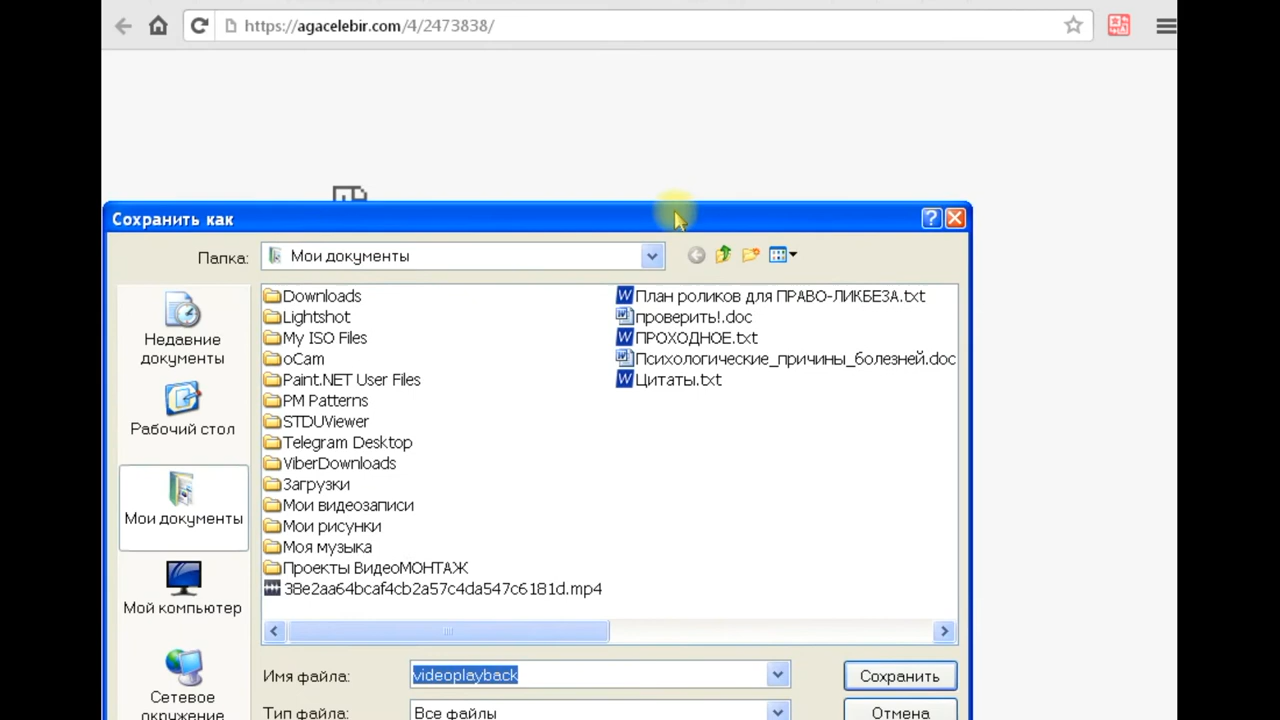 https://agacelebir.com/4/2473838/
Сохранить как
Папка:
Мои документы
Недавние
документы
Рабочий стол
Мои документы
Мой компьютер
Сетевое
окружение
Downloads
Lightshot
My ISO Files
oCam
Paint.NET User Files
PM Patterns
STDUViewer
Telegram Desktop
ViberDownloads
Загрузки
Мои видеозаписи
Мои рисунки
Моя музыка
Проекты ВидеоМОНТАЖ
38e2aa64bcaf4cb2a57c4da547c6181d.mp4
План роликов для ПРАВО-ЛИКБЕЗА.txt
проверить!.doc
ПРОХОДНОЕ.txt
Психологические_причины_болезней.doc
Цитаты.txt
Имя файла:
videoplayback
Сохранить
Тип файла:
Все файлы
Отмена